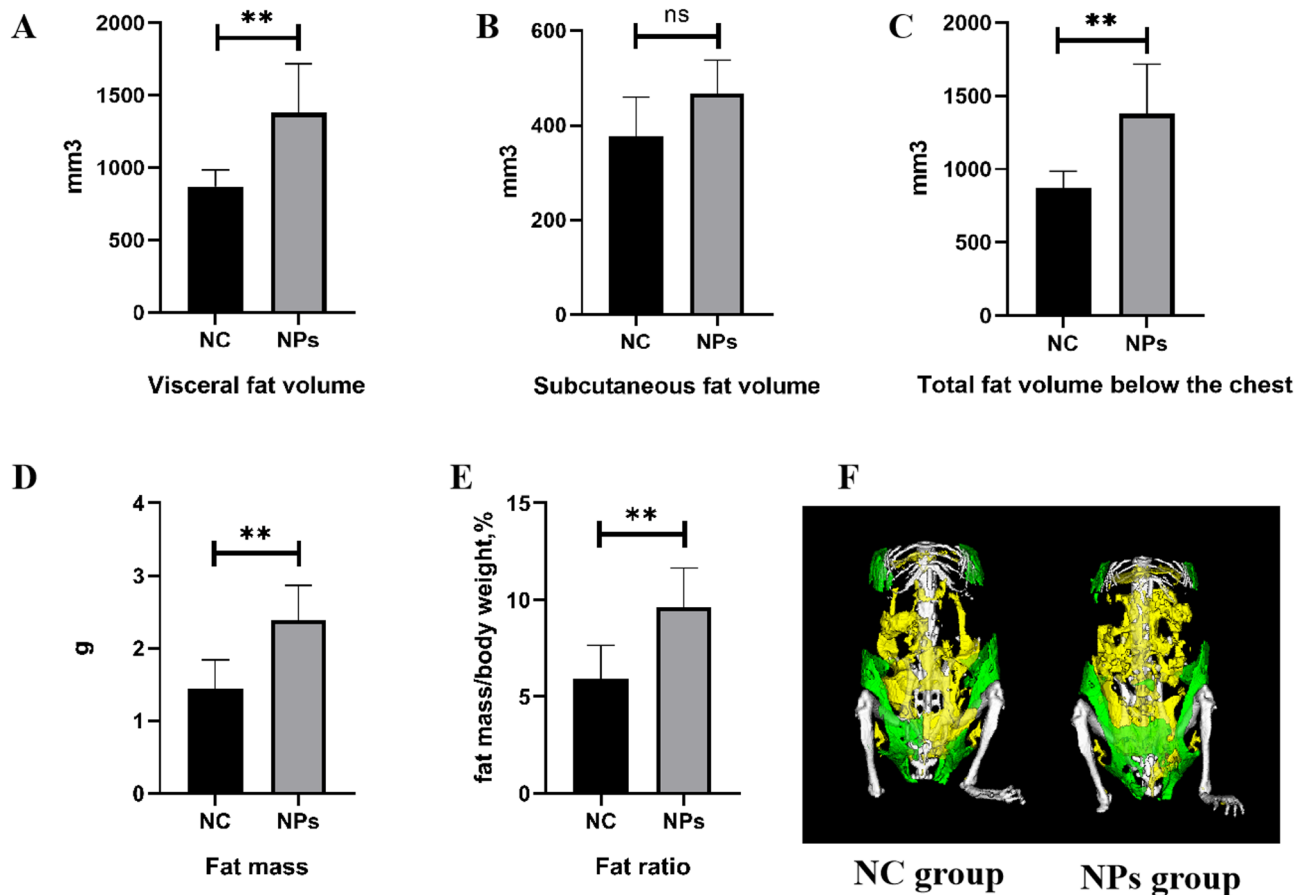 A
**
2000
1500
1000
500
0
mm3
NC
NPs
Visceral fat volume
B
ns
600
400
200
0
mm3
NC
NPs
Subcutaneous fat volume
C
**
2000
1500
1000
500
0
mm3
NC
NPs
Total fat volume below the chest
D
**
4
3
2
1
0
g
NC
NPs
Fat mass
E
**
15
10
5
0
fat mass/body weight,%
NC
NPs
Fat ratio
F
NC group
NPs group